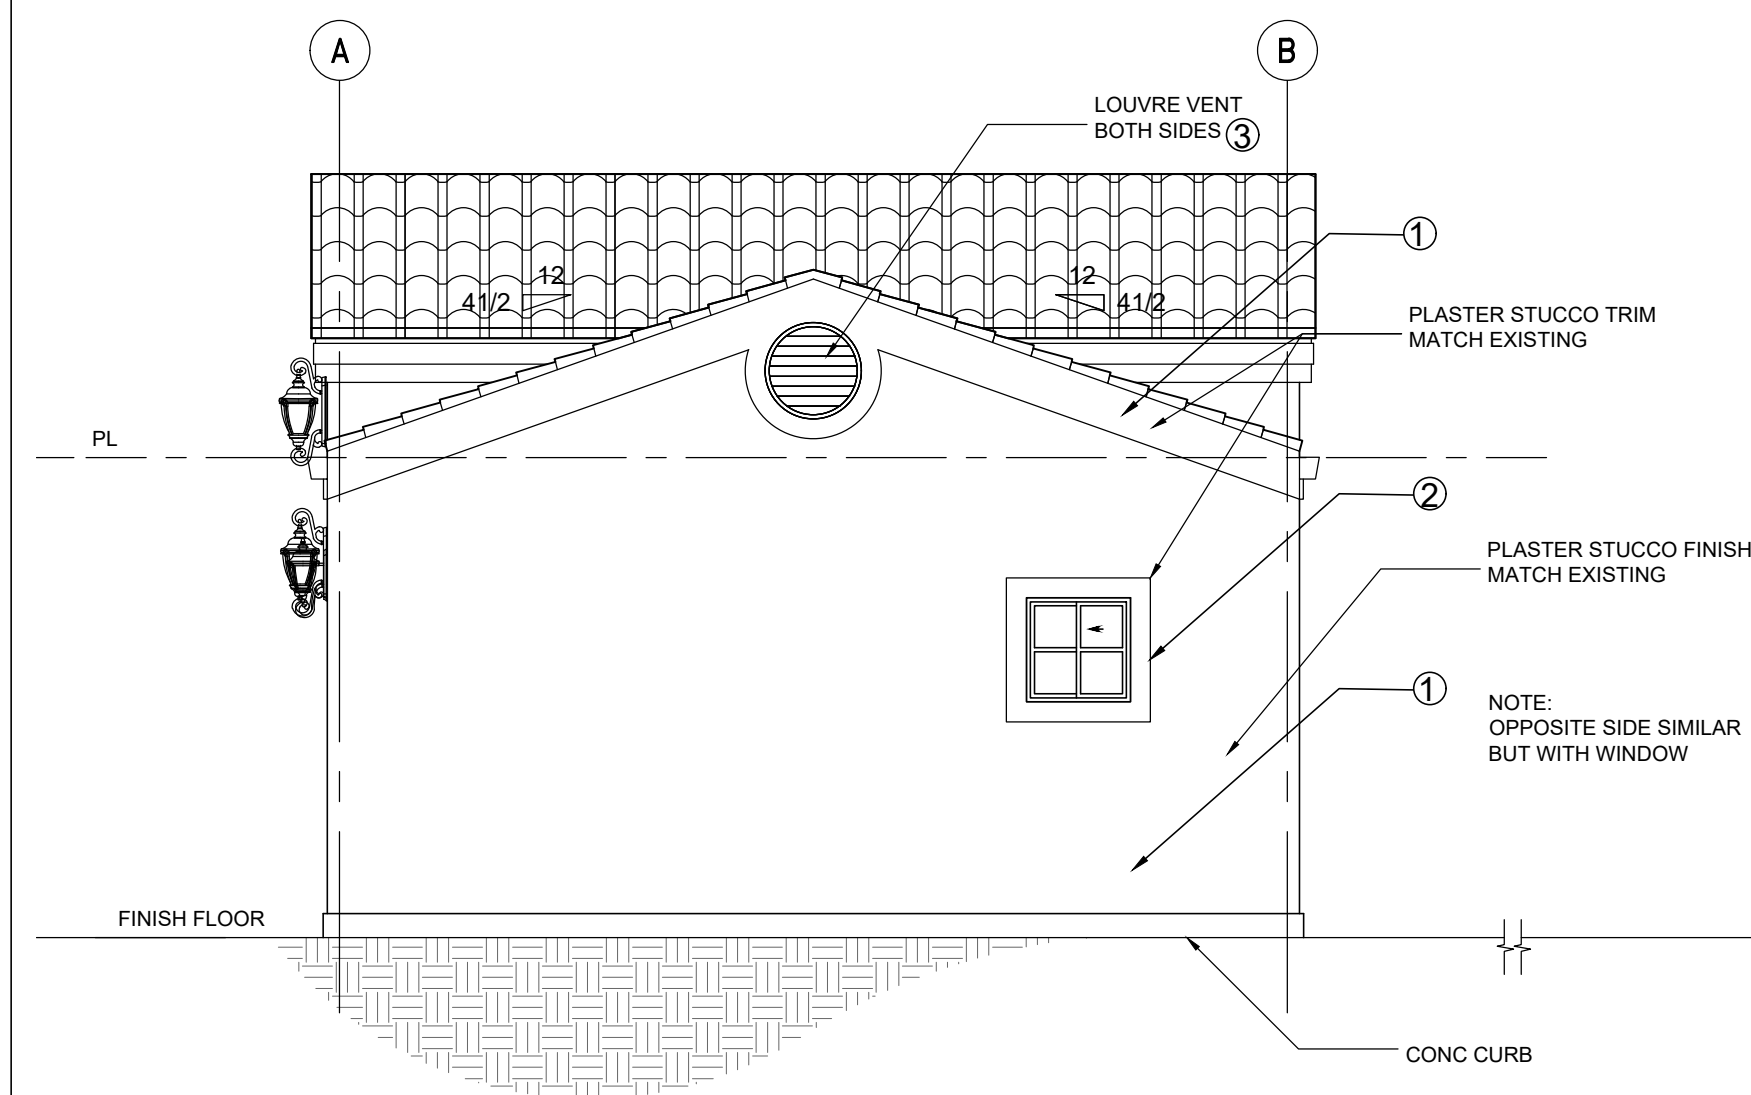 A
B
LOUVRE VENT
BOTH SIDES 3
1
12
41/2
12
41/2
PLASTER STUCCO TRIM
MATCH EXISTING
PL
2
PLASTER STUCCO FINISH
MATCH EXISTING
1
NOTE:
OPPOSITE SIDE SIMILAR
BUT WITH WINDOW
FINISH FLOOR
CONC CURB